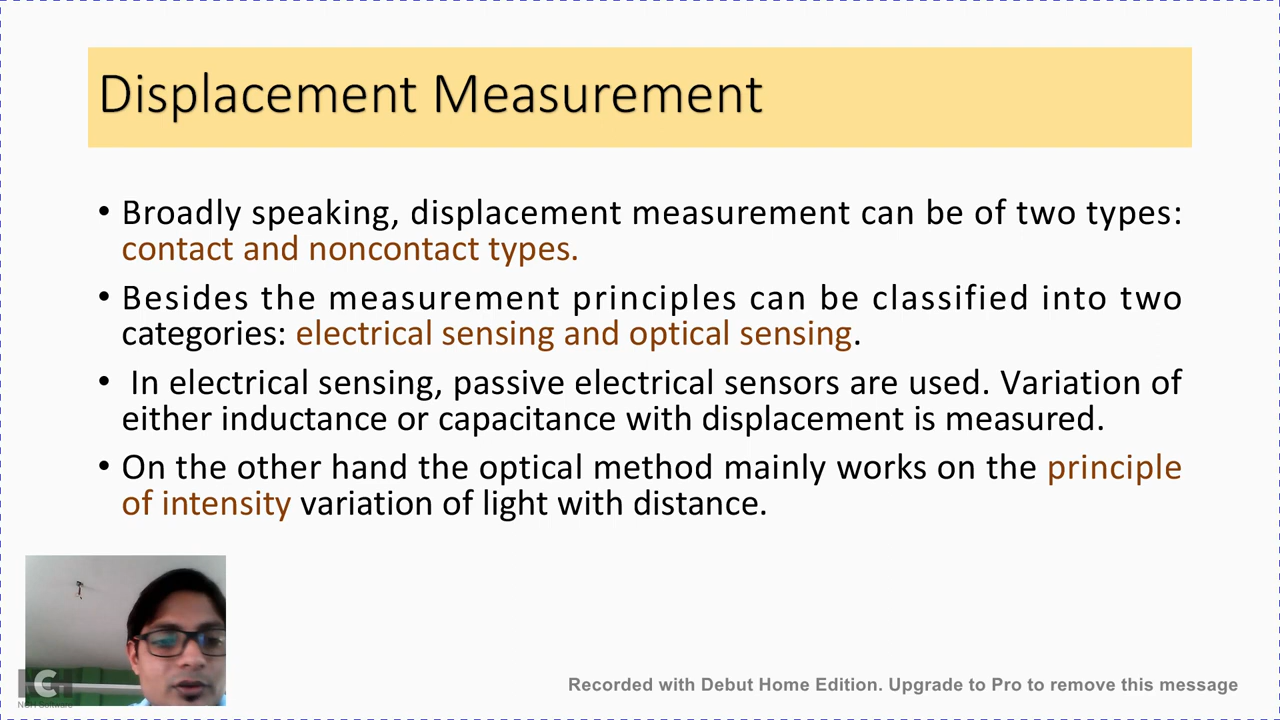 Displacement Measurement
• Broadly speaking, displacement measurement can be of two types:
contact and noncontact types.
• Besides the measurement principles can be classified into two
categories: electrical sensing and optical sensing.
• In electrical sensing, passive electrical sensors are used. Variation of
either inductance or capacitance with displacement is measured.
• On the other hand the optical method mainly works on the principle
of intensity variation of light with distance.
NCH
NCH Software
Recorded with Debut Home Edition. Upgrade to Pro to remove this message